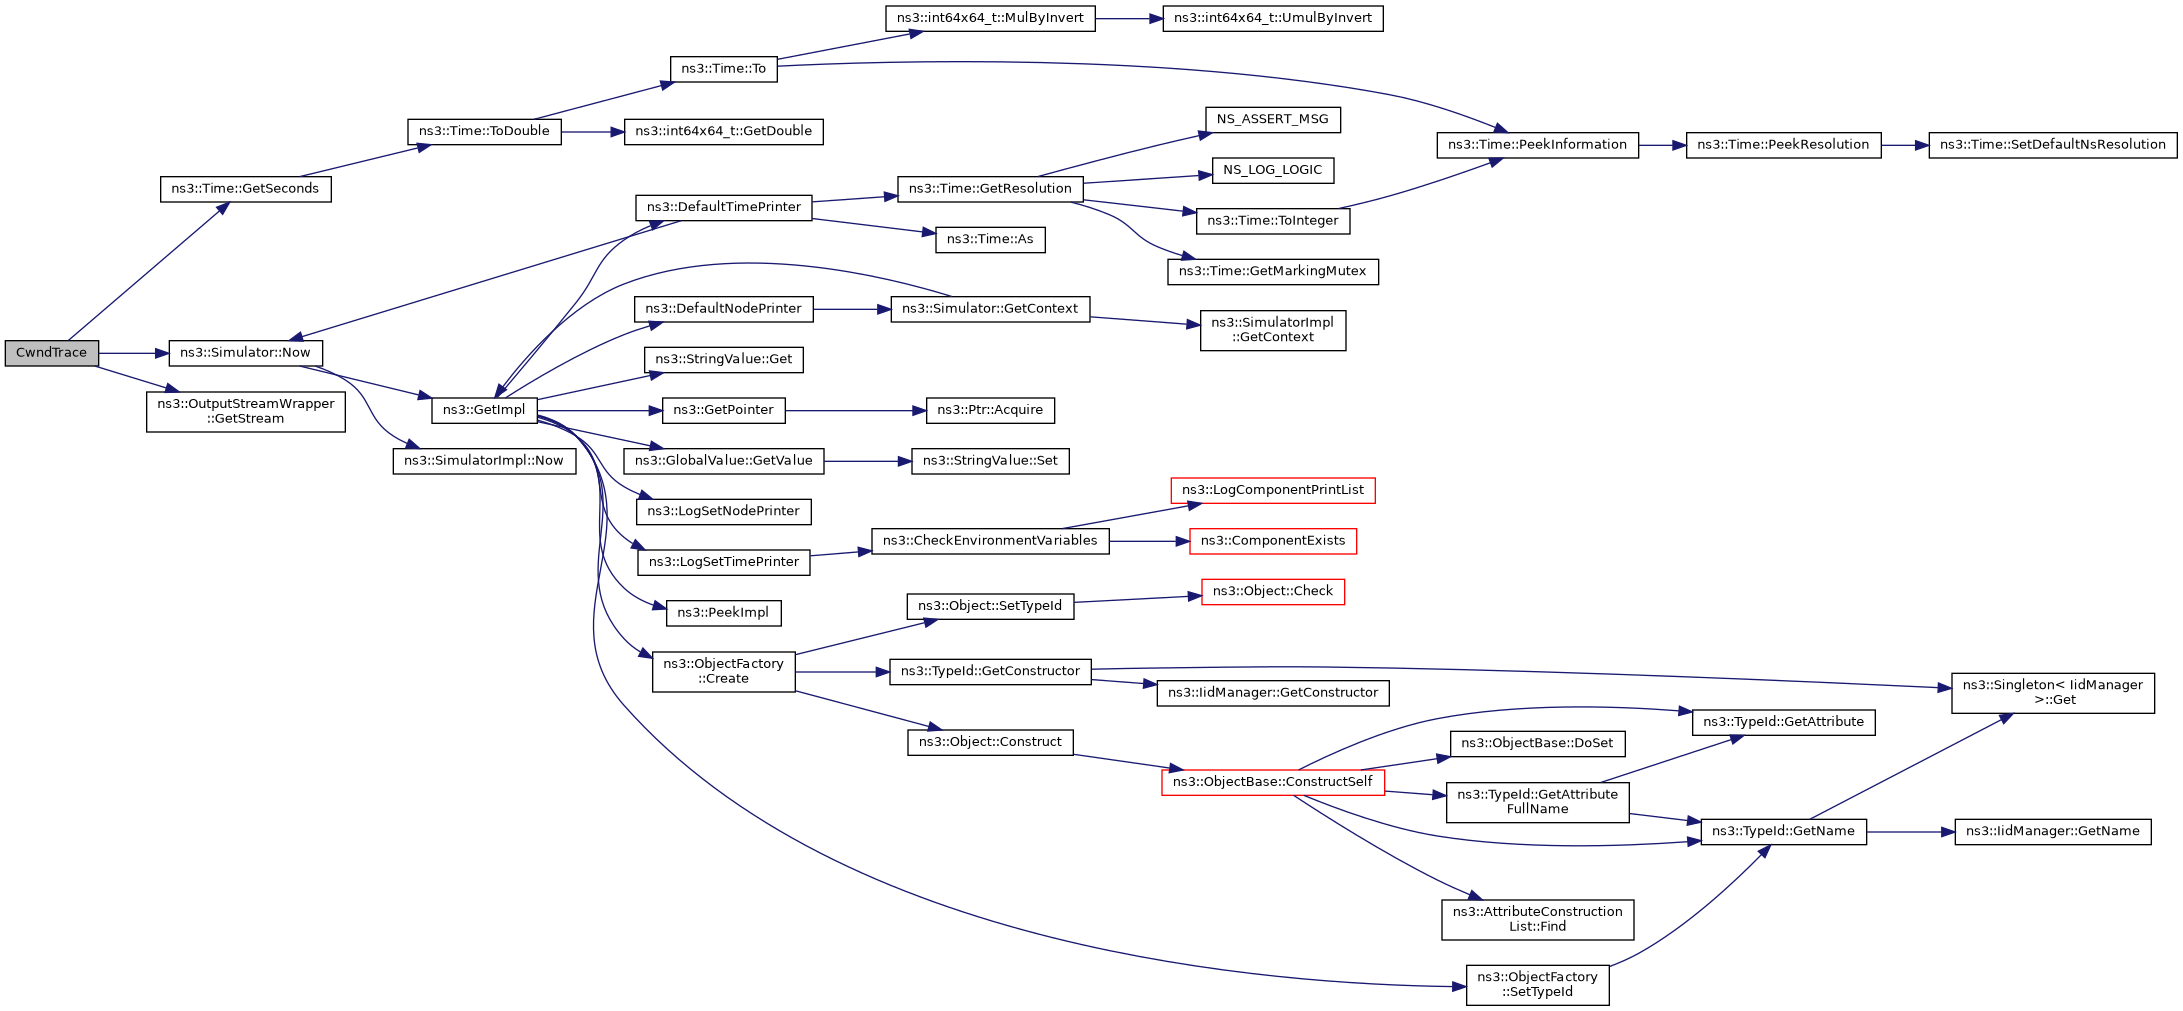 ns3::int64x64_t::MulByInvert
ns3::int64x64_t::UmulByInvert
ns3::Time::To
ns3::Time::ToDouble
ns3::int64x64_t::GetDouble
NS_ASSERT_MSG
ns3::Time::PeekInformation
ns3::Time::PeekResolution
ns3::Time::SetDefaultNsResolution
NS_LOG_LOGIC
ns3::Time::GetSeconds
ns3::Time::GetResolution
ns3::DefaultTimePrinter
ns3::Time::ToInteger
ns3::Time::As
ns3::Time::GetMarkingMutex
ns3::DefaultNodePrinter
ns3::Simulator::GetContext
ns3::SimulatorImpl
::GetContext
CwndTrace
ns3::Simulator::Now
ns3::StringValue::Get
ns3::OutputStreamWrapper
::GetStream
ns3::GetImpl
ns3::GetPointer
ns3::Ptr::Acquire
ns3::SimulatorImpl::Now
ns3::GlobalValue::GetValue
ns3::StringValue::Set
ns3::LogComponentPrintList
ns3::LogSetNodePrinter
ns3::CheckEnvironmentVariables
ns3::ComponentExists
ns3::LogSetTimePrinter
ns3::Object::Check
ns3::Object::SetTypeId
ns3::PeekImpl
ns3::ObjectFactory
::Create
ns3::TypeId::GetConstructor
ns3::IidManager::GetConstructor
ns3::Singleton< IidManager
>::Get
ns3::TypeId::GetAttribute
ns3::Object::Construct
ns3::ObjectBase::DoSet
ns3::ObjectBase::ConstructSelf
ns3::TypeId::GetAttribute
FullName
ns3::TypeId::GetName
ns3::IidManager::GetName
ns3::AttributeConstruction
List::Find
ns3::ObjectFactory
::SetTypeId